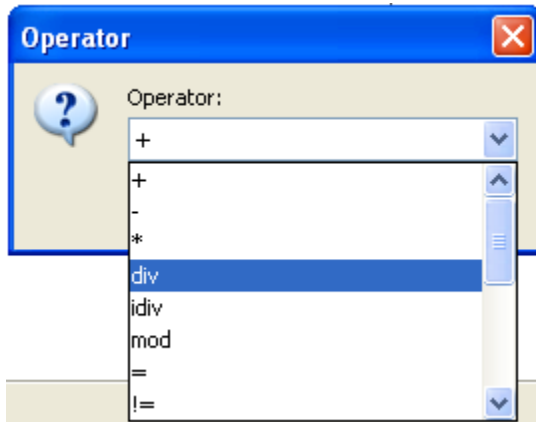 Operator
Operator:
+
+
-
*
div
idiv
mod
=
!=